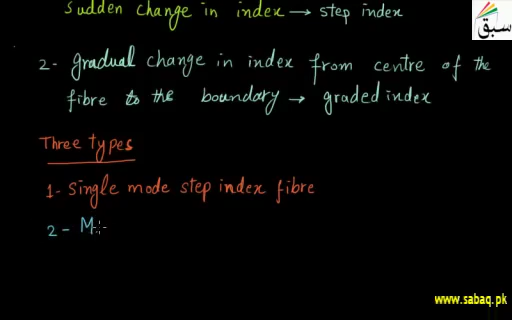 Sudden change in index → step index
سبق
2- gradual change in index from centre of the
fibre to the boundary → graded index
Three types
1- Single mode step index fibre
2 - M
www.sabaq.pk